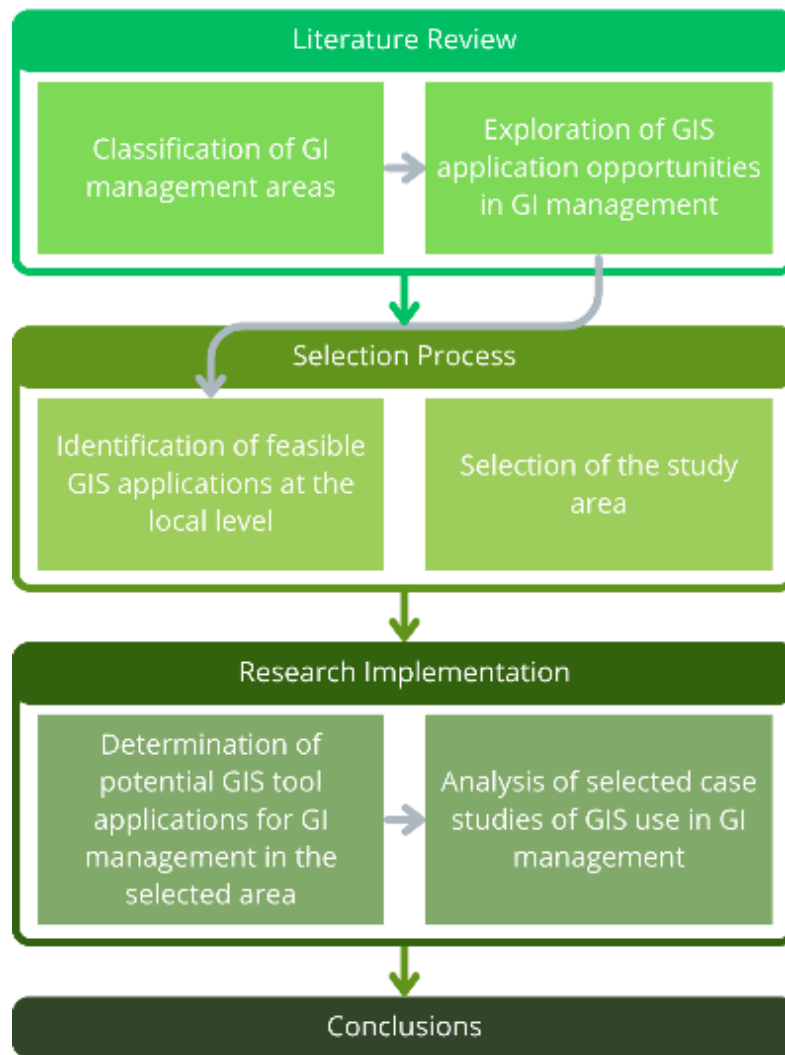 Literature Review
Classification of GI
management areas
Exploration of GIS
application opportunities
in GI management
Selection Process
Identification of feasible
GIS applications at the
local level
Selection of the study
area
Research Implementation
Determination of
potential GIS tool
applications for GI
management in the
selected area
Analysis of selected case
studies of GIS use in GI
management
Conclusions